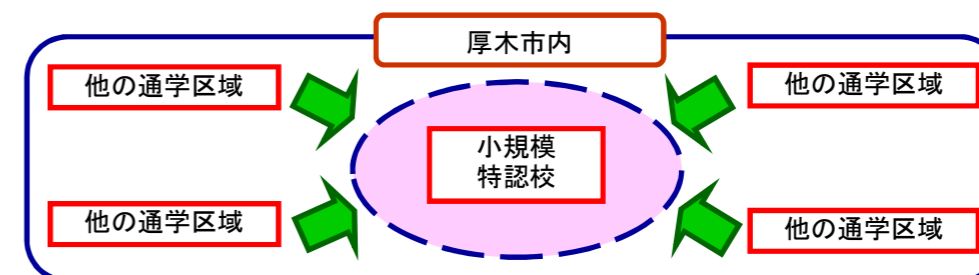 厚木市内
他の通学区域
他の通学区域
小規模
特認校
他の通学区域
他の通学区域